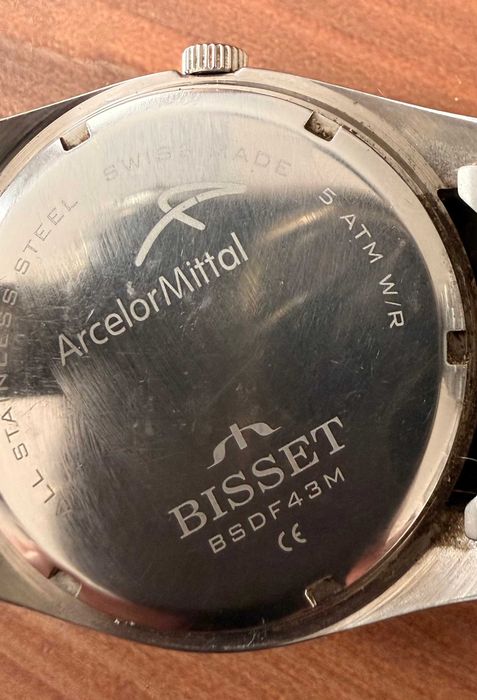 ALL STAINLESS STEEL SWISS MADE 5 ATM W/R
ArcelorMittal
BISSET
BSDF43M
CE